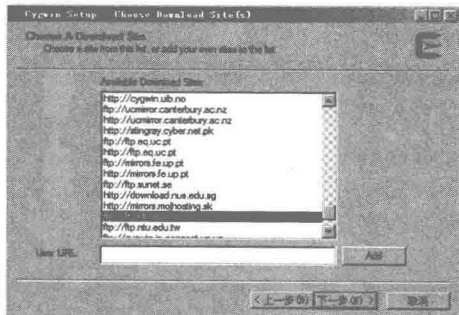 Cygwin Setup - Choose Download Site(s)
Choose A Download Site
Choose a site from this list, or add your own sites to the list
Available Download Sites:
http://cygwin.uib.no
ftp://ucmirror.canterbury.ac.nz
http://ucmirror.canterbury.ac.nz
http://stingray.cyber.net.pk
ftp://ftp.eq.uc.pt
http://ftp.eq.uc.pt
ftp://mirrors.fe.up.pt
http://mirrors.fe.up.pt
ftp://ftp.sunet.se
http://download.nus.edu.sg
http://mirrors.mojhosting.sk
ftp://ftp.ntu.edu.tw
User URL:
Add
<上一步(B)
下一步(N) >
取消